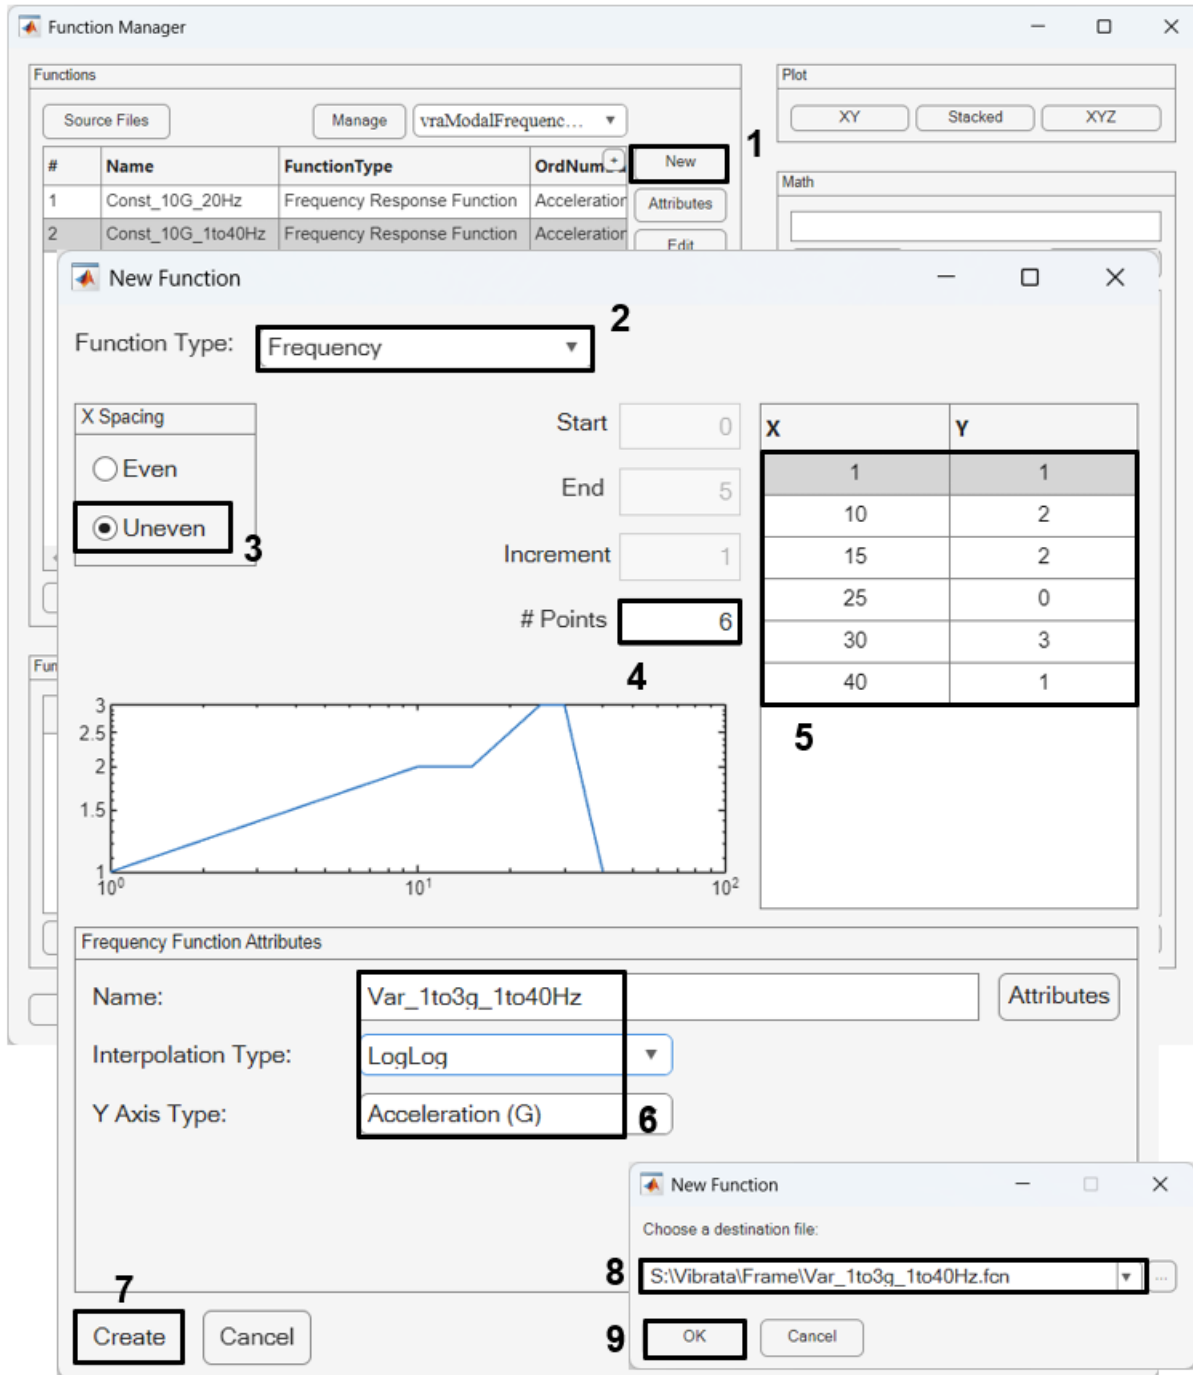 Function Manager
Functions
Source Files
Manage
vraModalFrequenc...
1
# Name FunctionType OrdNum
1 Const_10G_20Hz Frequency Response Function Acceleration
2 Const_10G_1to40Hz Frequency Response Function Acceleration
New
Attributes
Edit
Plot
XY Stacked XYZ
Math
New Function
Function Type: Frequency
2
X Spacing
Even
Uneven
3
Start 0
End 5
Increment 1
# Points 6
4
X Y
1 1
10 2
15 2
25 0
30 3
40 1
5
Fun
3
2.5
2
1.5
1
10⁰ 10¹ 10²
Frequency Function Attributes
Name: Var_1to3g_1to40Hz
Attributes
Interpolation Type: LogLog
Y Axis Type: Acceleration (G)
6
7
Create Cancel
New Function
Choose a destination file:
8
S:\Vibrata\Frame\Var_1to3g_1to40Hz.fcn
...
9
OK Cancel